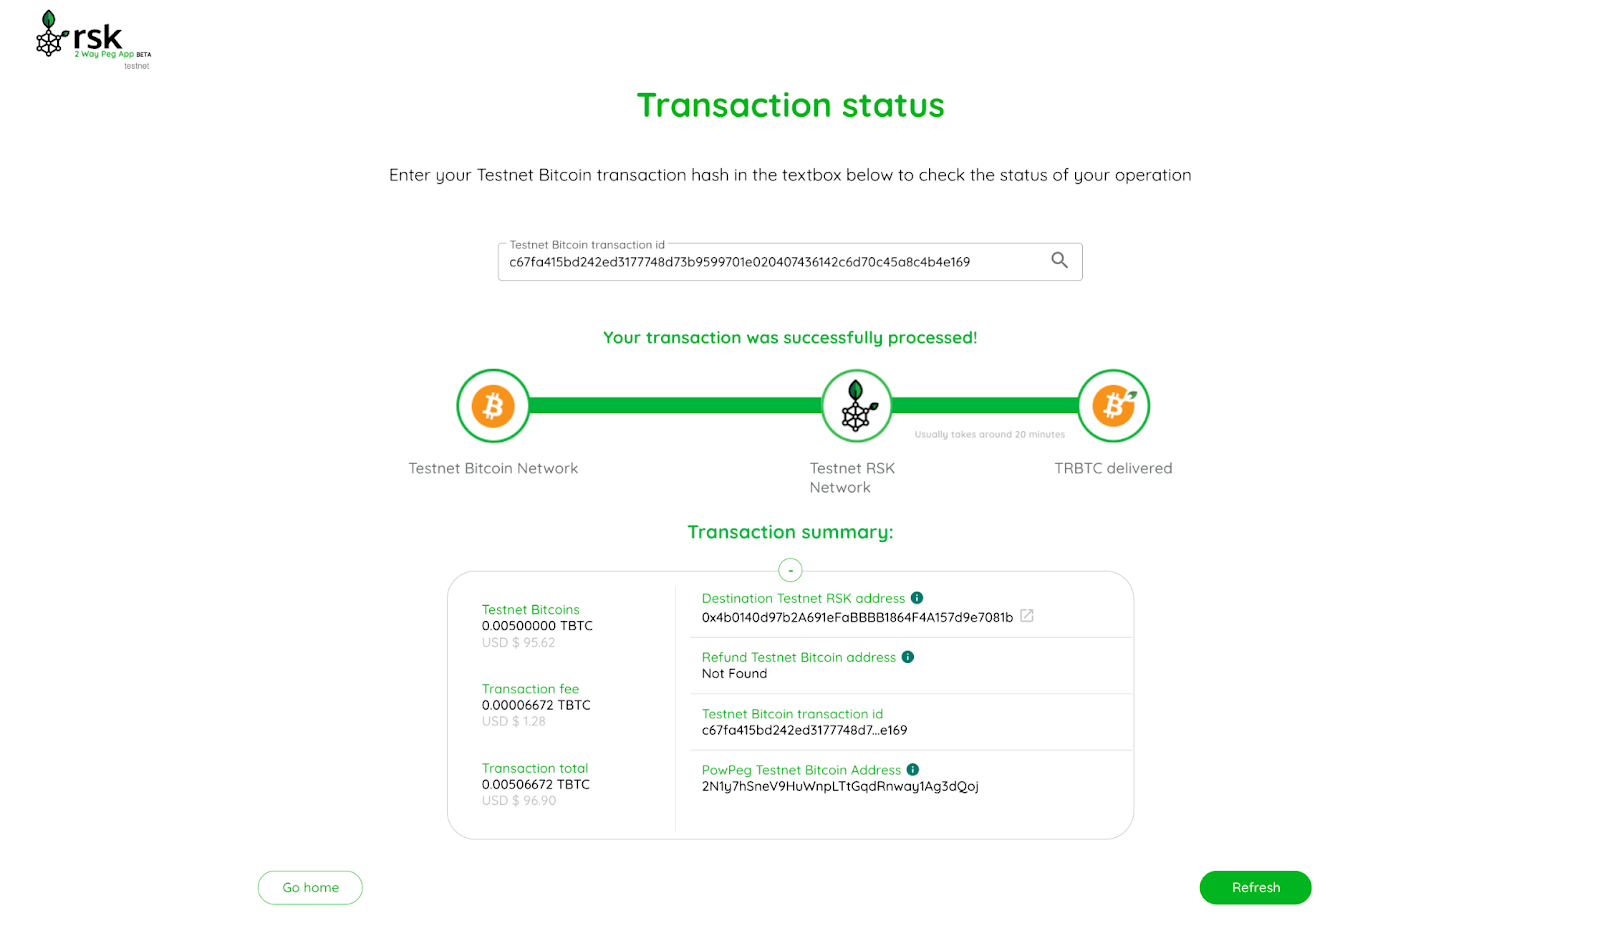 rsk
2 Way Peg App BETA
testnet
Transaction status
Enter your Testnet Bitcoin transaction hash in the textbox below to check the status of your operation
Testnet Bitcoin transaction id
c67fa415bd242ed3177748d73b9599701e020407436142c6d70c45a8c4b4e169
Your transaction was successfully processed!
Usually takes around 20 minutes
Testnet Bitcoin Network
Testnet RSK
Network
TRBTC delivered
Transaction summary:
-
Testnet Bitcoins
0.00500000 TBTC
USD $ 95.62
Transaction fee
0.00006672 TBTC
USD $ 1.28
Transaction total
0.00506672 TBTC
USD $ 96.90
Destination Testnet RSK address
0x4b0140d97b2A691eFaBBBB1864F4A157d9e7081b
Refund Testnet Bitcoin address
Not Found
Testnet Bitcoin transaction id
c67fa415bd242ed3177748d7...e169
PowPeg Testnet Bitcoin Address
2N1y7hSneV9HuWnpLTtGqdRnway1Ag3dQoj
Go home
Refresh